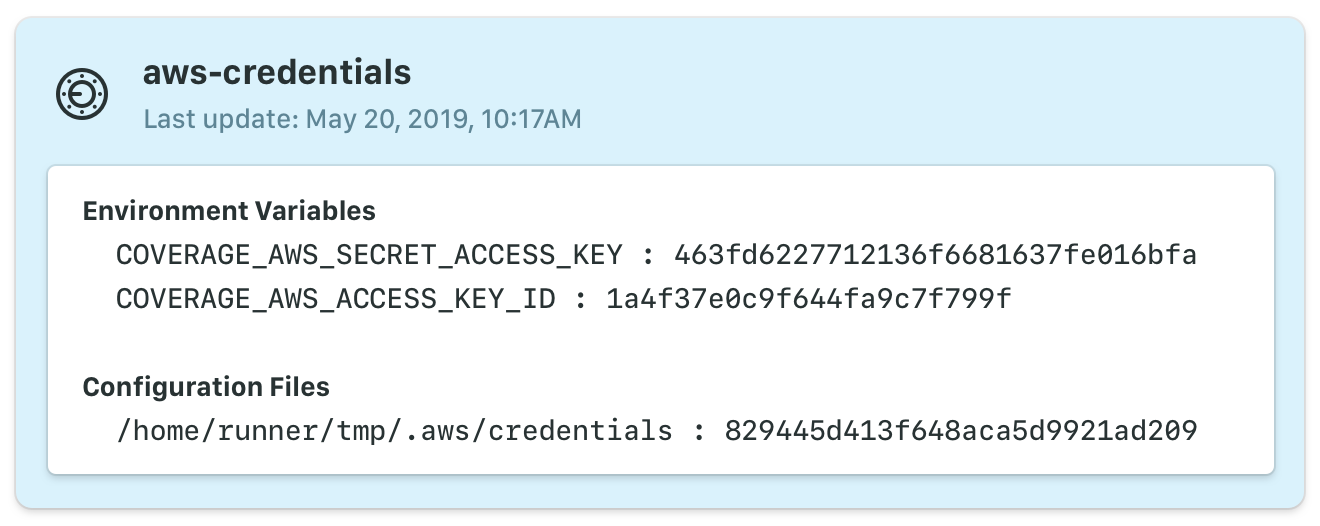 aws-credentials
Last update: May 20, 2019, 10:17AM
Environment Variables
COVERAGE_AWS_SECRET_ACCESS_KEY : 463fd6227712136f6681637fe016bfa
COVERAGE_AWS_ACCESS_KEY_ID : 1a4f37e0c9f644fa9c7f799f
Configuration Files
/home/runner/tmp/.aws/credentials : 829445d413f648aca5d9921ad209